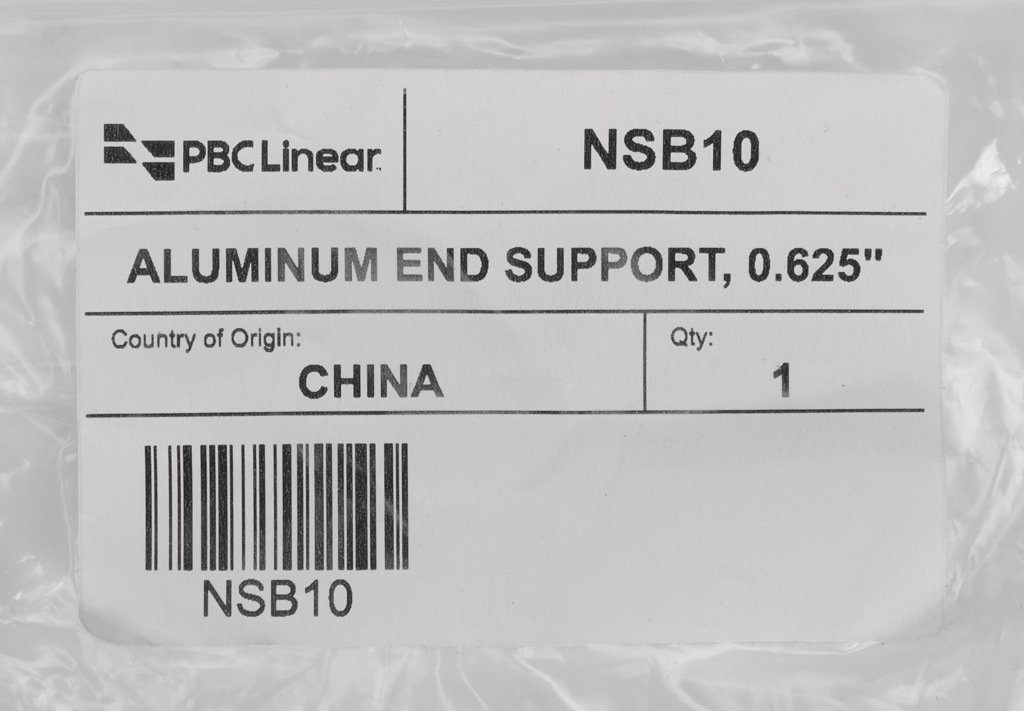 PBC Linear
NSB10
ALUMINUM END SUPPORT, 0.625"
Country of Origin:
CHINA
Qty:
1
NSB10